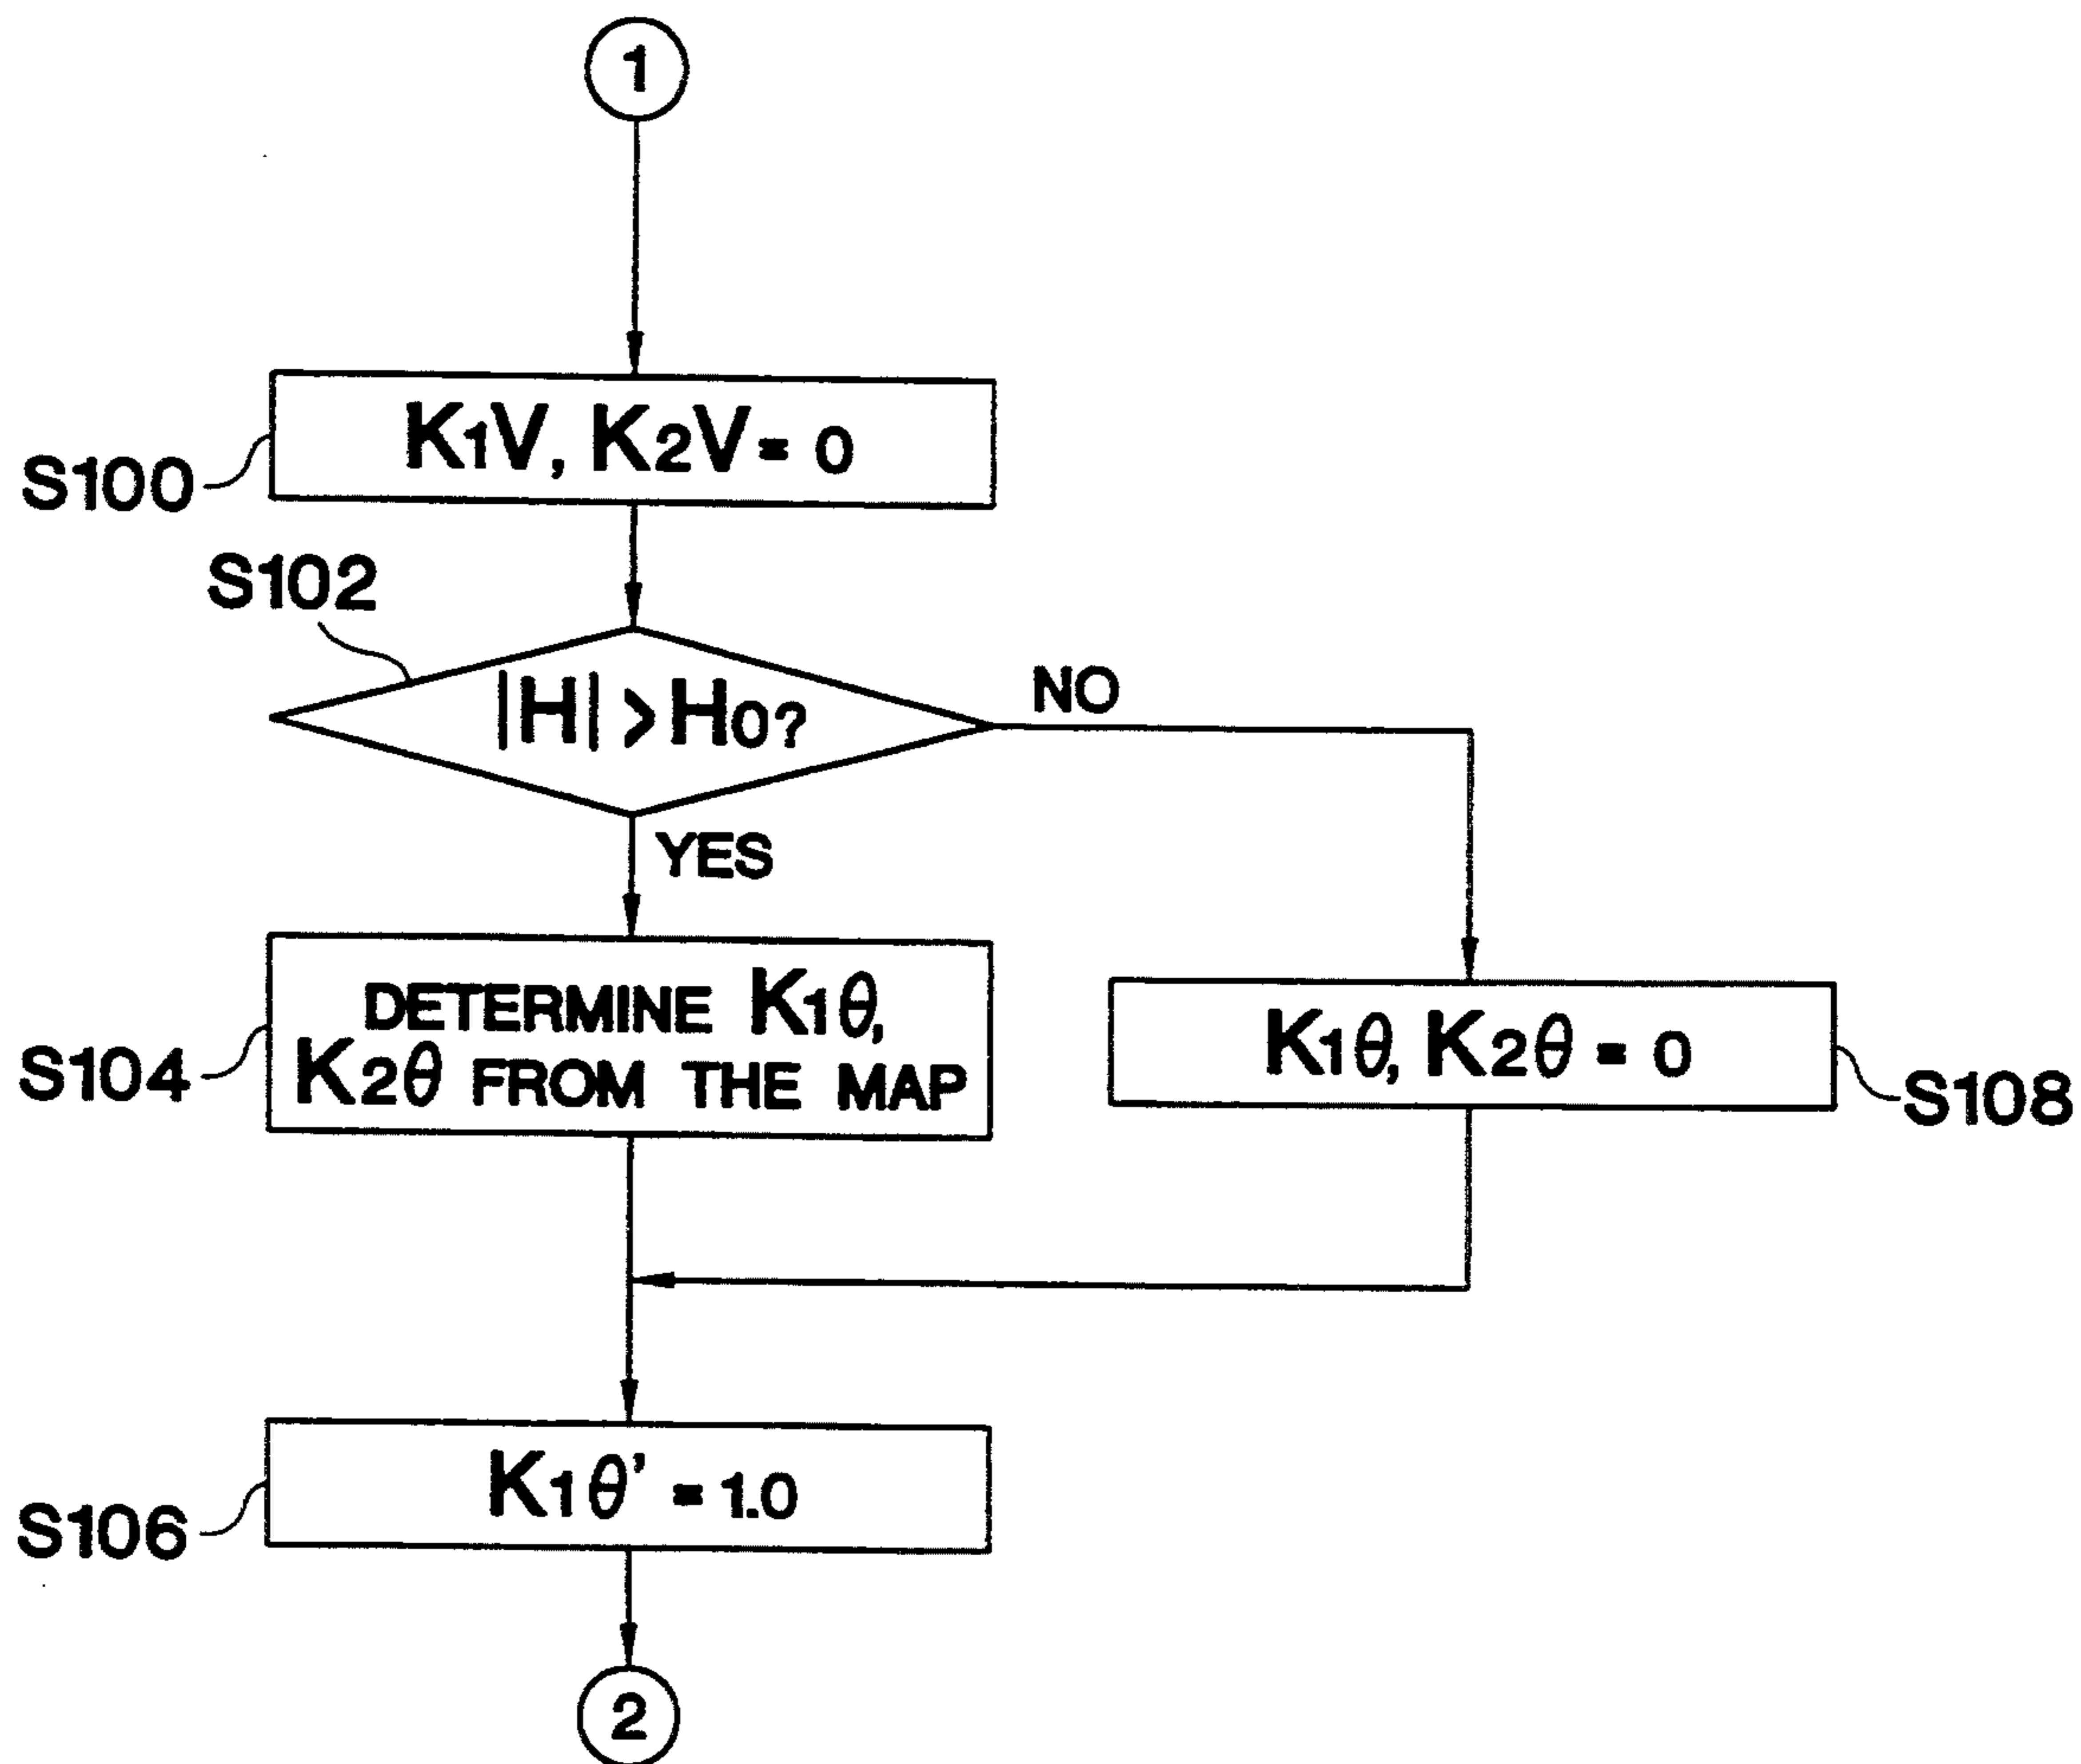 1
K1V, K2V = 0
S100
S102
|H| > H0?
NO
YES
DETERMINE K1θ,
K2θ FROM THE MAP
S104
K1θ, K2θ = 0
S108
K1θ' = 1.0
S106
2